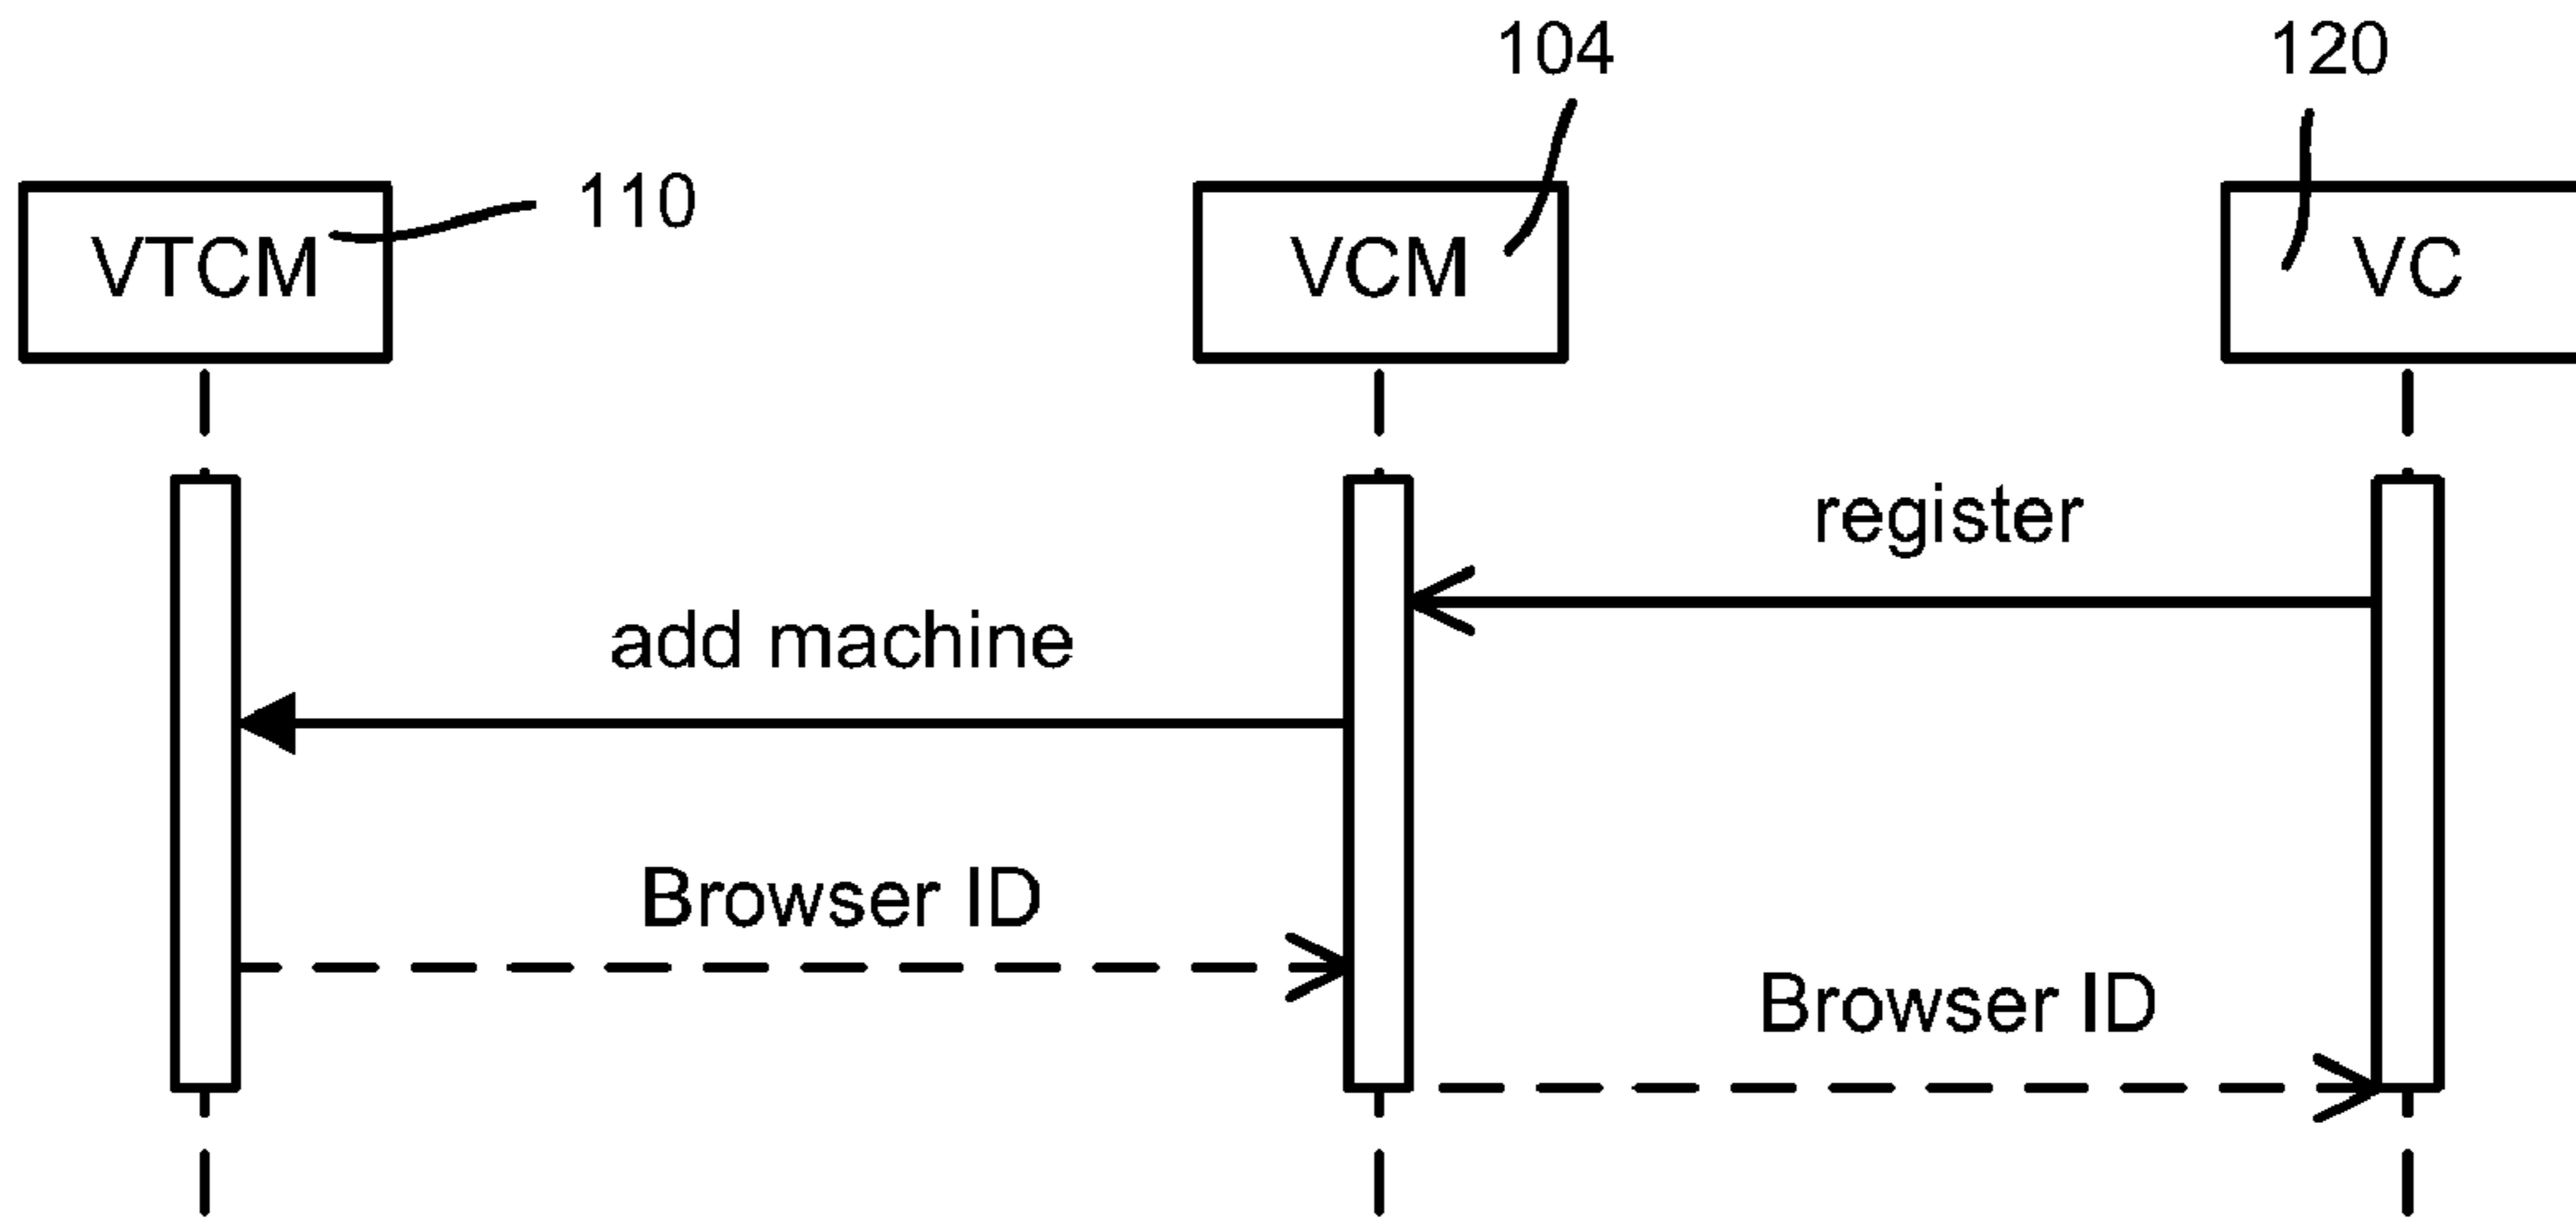 104
120
110
VTCM
VCM
VC
register
add machine
Browser ID
Browser ID